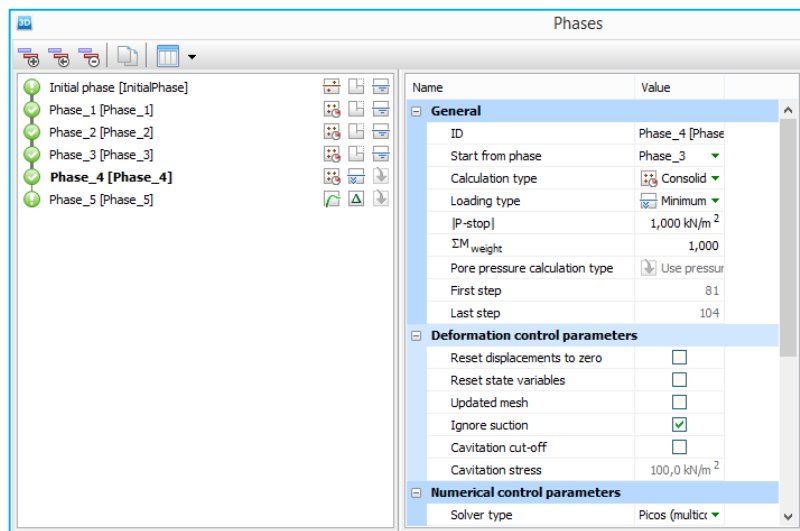 3D
Phases
Initial phase [InitialPhase]
Phase_1 [Phase_1]
Phase_2 [Phase_2]
Phase_3 [Phase_3]
Phase_4 [Phase_4]
Phase_5 [Phase_5]
Name Value
General
ID Phase_4 [Phase
Start from phase Phase_3
Calculation type Consolid
Loading type Minimum
|P-stop| 1,000 kN/m²
ΣM weight 1,000
Pore pressure calculation type Use pressur
First step 81
Last step 104
Deformation control parameters
Reset displacements to zero
Reset state variables
Updated mesh
Ignore suction
Cavitation cut-off
Cavitation stress 100,0 kN/m²
Numerical control parameters
Solver type Picos (multicc